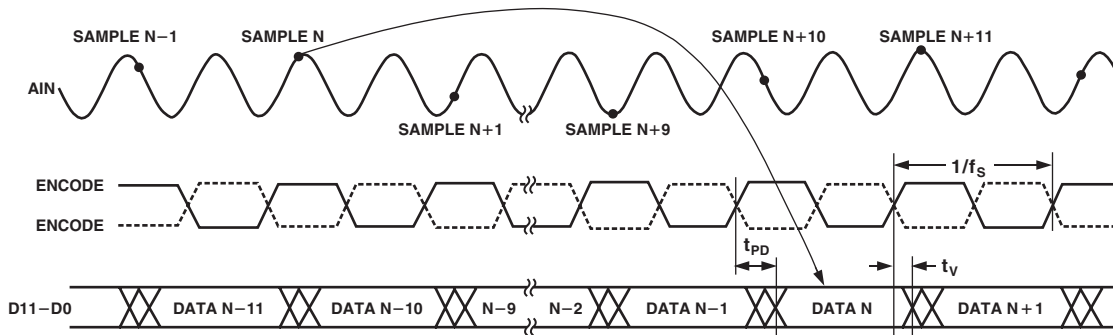 SAMPLE N−1
SAMPLE N
SAMPLE N+10
SAMPLE N+11
AIN
SAMPLE N+1
SAMPLE N+9
1/fS
ENCODE
ENCODE
tPD
tV
D11−D0
DATA N−11
DATA N−10
N−9
N−2
DATA N−1
DATA N
DATA N+1